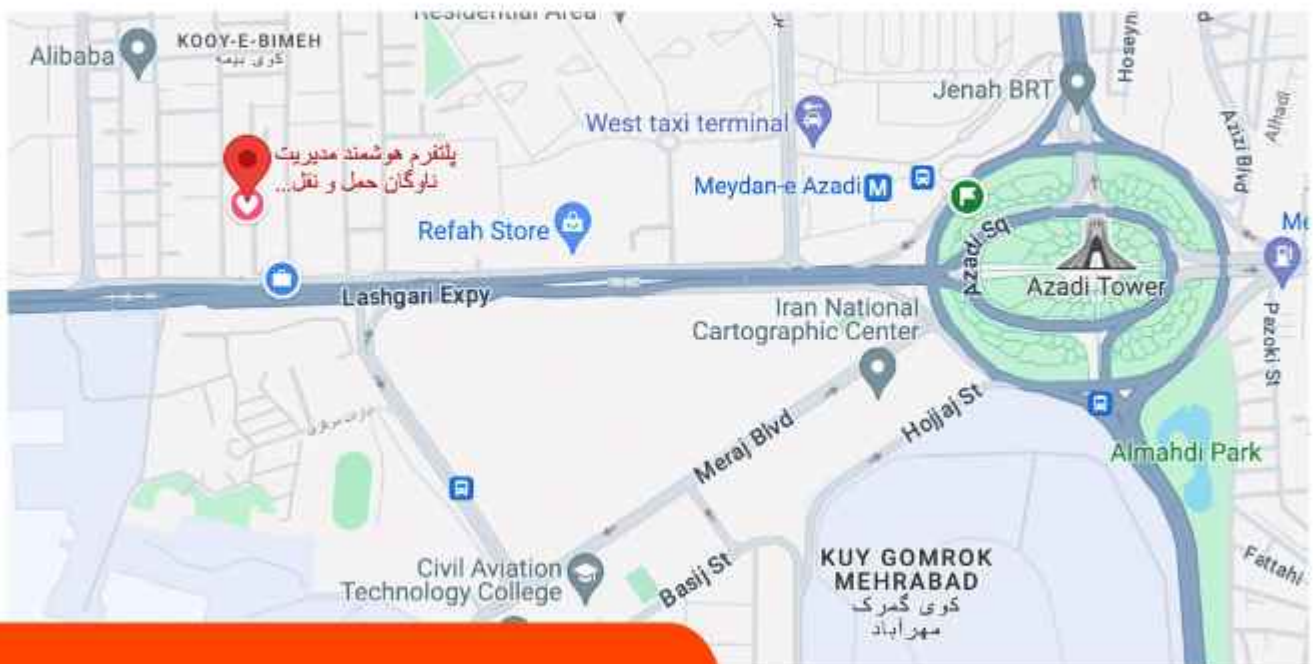 Residential Area
Alibaba
KOOY-E-BIMEH
کوی بیمه
Jenah BRT
Azizi Blvd
Alhadi
West taxi terminal
پلتفرم هوشمند مدیریت
ناوگان حمل و نقل...
Meydan-e Azadi
M
Refah Store
Azadi Sq
Azadi Tower
Lashgari Expy
Iran National
Cartographic Center
Pazoki St
Meraj Blvd
Hojjaj St
Almahdi Park
Civil Aviation
Technology College
Basij St
KUY GOMROK
MEHRABAD
کوی گمرک
مهرآباد
Fattahi